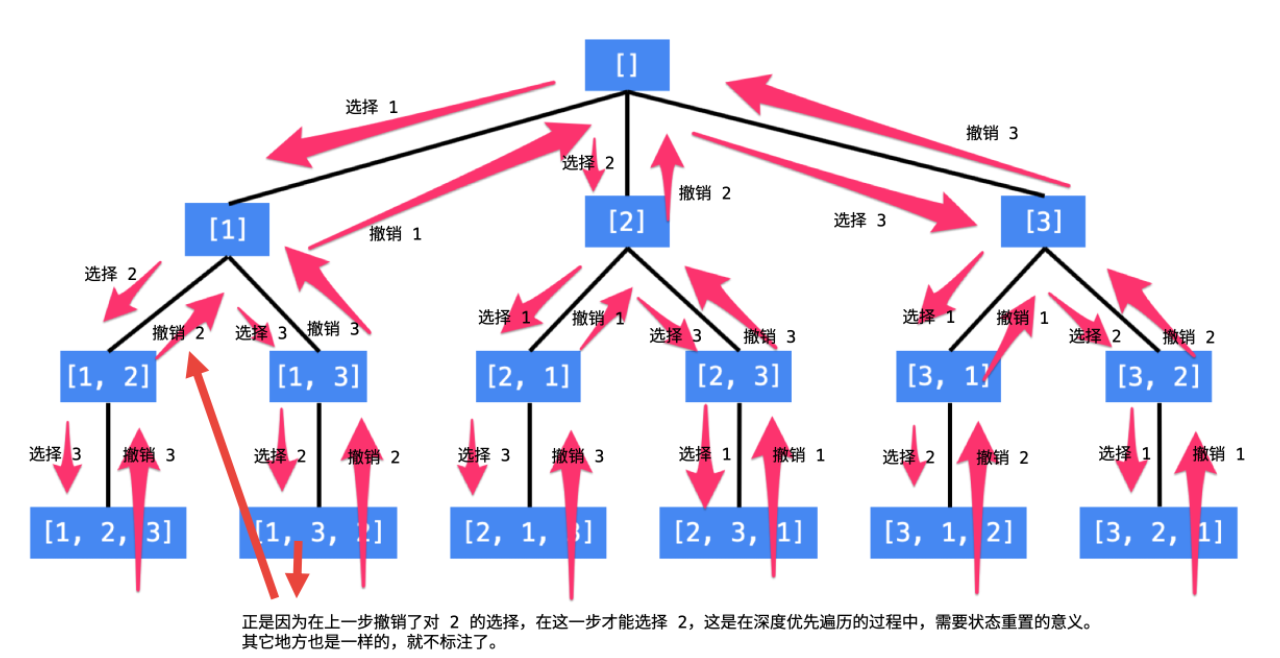 []
选择 1
撤销 3
选择 2
撤销 2
选择 3
撤销 1
[1]
[2]
[3]
选择 2
撤销 2
选择 3
撤销 3
选择 1
撤销 1
选择 3
撤销 3
选择 1
撤销 1
选择 2
撤销 2
[1, 2]
[1, 3]
[2, 1]
[2, 3]
[3, 1]
[3, 2]
选择 3
撤销 3
选择 2
撤销 2
选择 3
撤销 3
选择 1
撤销 1
选择 2
撤销 2
选择 1
撤销 1
[1, 2, 3]
[1, 3, 2]
[2, 1, 3]
[2, 3, 1]
[3, 1, 2]
[3, 2, 1]
正是因为在上一步撤销了对 2 的选择，在这一步才能选择 2，这是在深度优先遍历的过程中，需要状态重置的意义。
其它地方也是一样的，就不标注了。